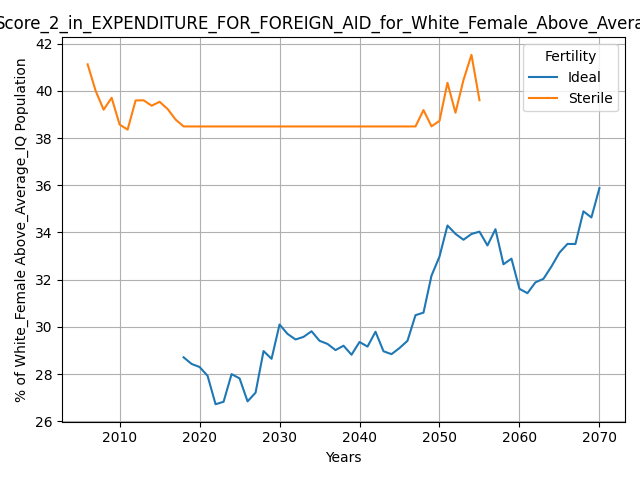 Score_2_in_EXPENDITURE_FOR_FOREIGN_AID_for_White_Female_Above_Avera
% of White_Female Above_Average_IQ Population
42
40
38
36
34
32
30
28
26
Fertility
Ideal
Sterile
2010 2020 2030 2040 2050 2060 2070
Years